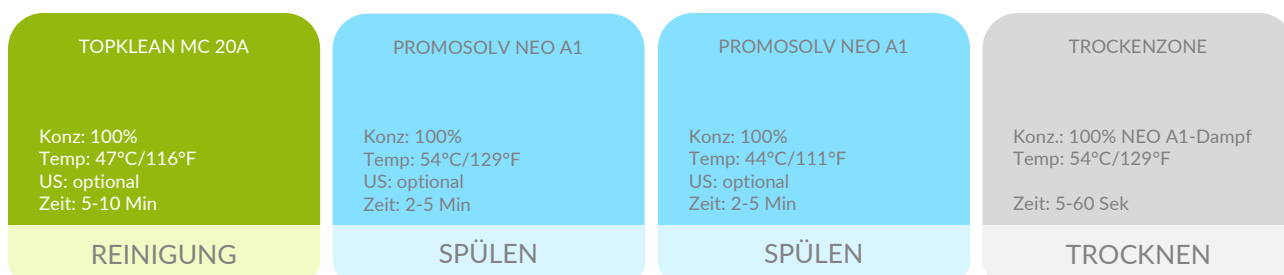 TOPKLEAN MC 20A
Konz: 100%
Temp: 47°C/116°F
US: optional
Zeit: 5-10 Min
REINIGUNG
PROMOSOLV NEO A1
Konz: 100%
Temp: 54°C/129°F
US: optional
Zeit: 2-5 Min
SPÜLEN
PROMOSOLV NEO A1
Konz: 100%
Temp: 44°C/111°F
US: optional
Zeit: 2-5 Min
SPÜLEN
TROCKENZONE
Konz.: 100% NEO A1-Dampf
Temp: 54°C/129°F
Zeit: 5-60 Sek
TROCKNEN